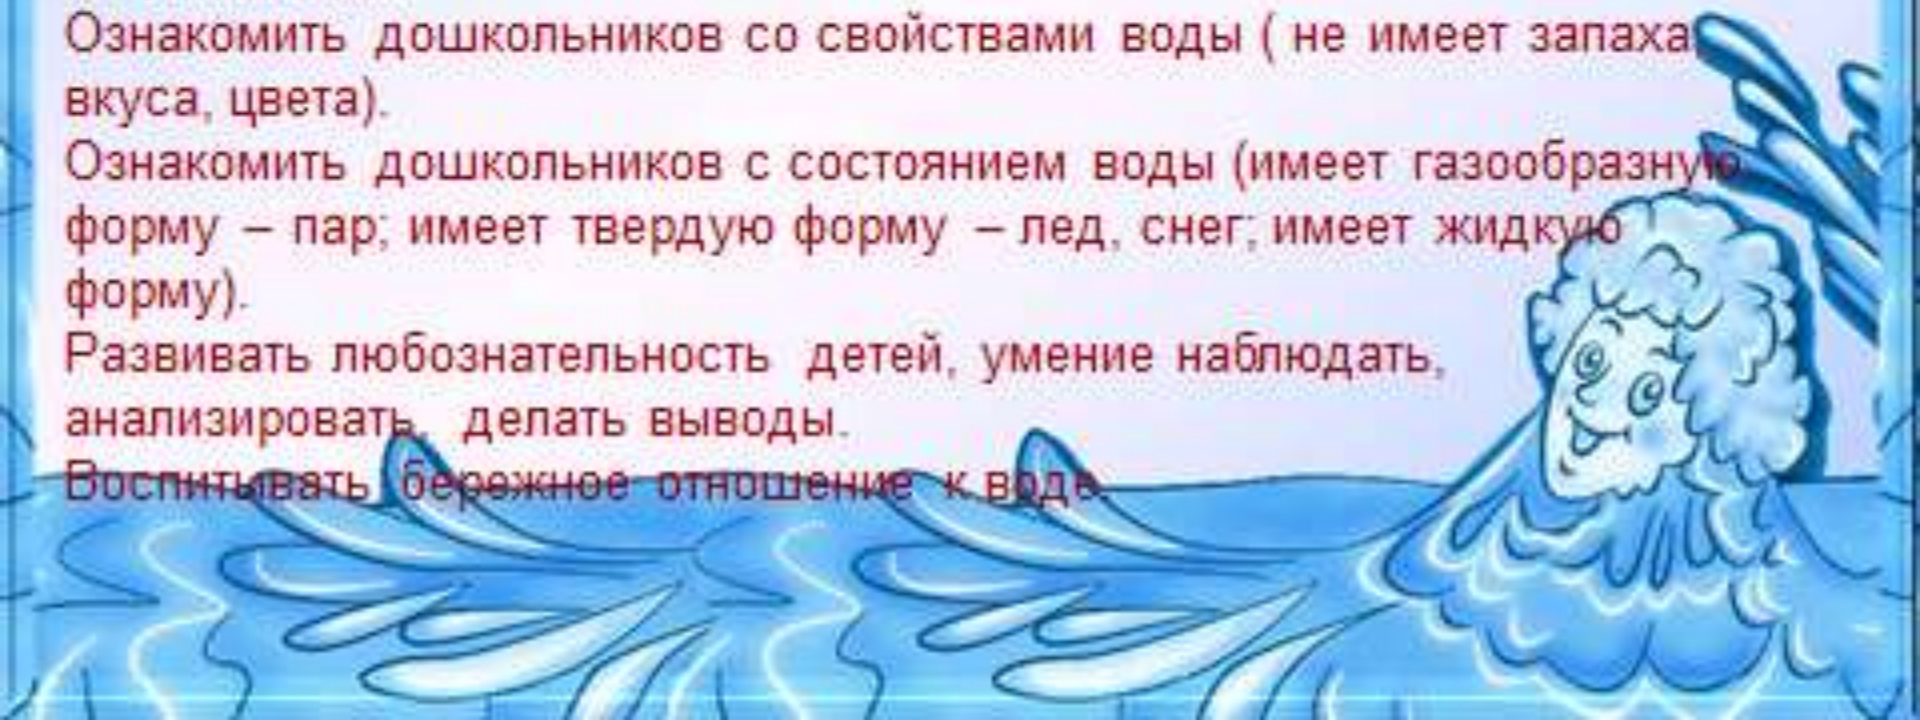 Ознакомить дошкольников со свойствами воды ( не имеет запаха,
вкуса, цвета).
Ознакомить дошкольников с состоянием воды (имеет газообразную
форму – пар; имеет твердую форму – лед, снег; имеет жидкую
форму).
Развивать любознательность детей, умение наблюдать,
анализировать, делать выводы.
Воспитывать бережное отношение к воде.